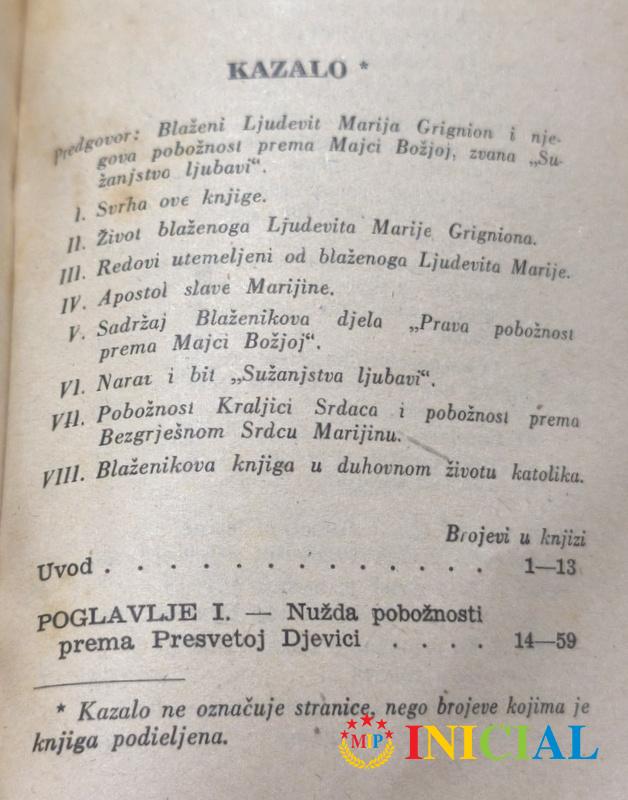 KAZALO *
Predgovor: Blaženi Ljudevit Marija Grignion i nje-
gova pobožnost prema Majci Božjoj, zvana „Su-
žanjstvo ljubavi“.
I. Svrha ove knjige.
II. Život blaženoga Ljudevita Marije Grigniona.
III. Redovi utemeljeni od blaženoga Ljudevita Marije.
IV. Apostol slave Marijine.
V. Sadržaj Blaženikova djela „Prava pobožnost
prema Majci Božjoj“.
VI. Narav i bit „Sužanjstva ljubavi“.
VII. Pobožnost Kraljici Srdaca i pobožnost prema
Bezgrješnom Srdcu Marijinu.
VIII. Blaženikova knjiga u duhovnom životu katolika.
Brojevi u knjizi
Uvod . . . . . . . . . . . . . . . 1—13
POGLAVLJE I. — Nužda pobožnosti
prema Presvetoj Djevici . . . . 14—59
* Kazalo ne označuje stranice, nego brojeve kojima je
knjiga podieljena.
MIP INICIAL